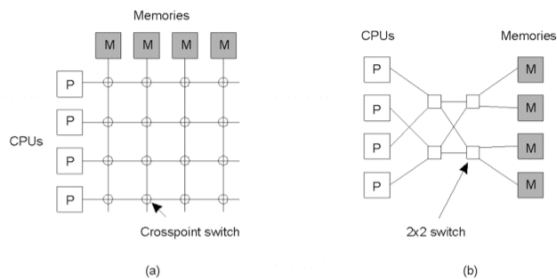 Memories
M M M M
P
P
CPUs
P
P
Crosspoint switch
(a)
CPUs Memories
P M
P M
P M
P M
2x2 switch
(b)